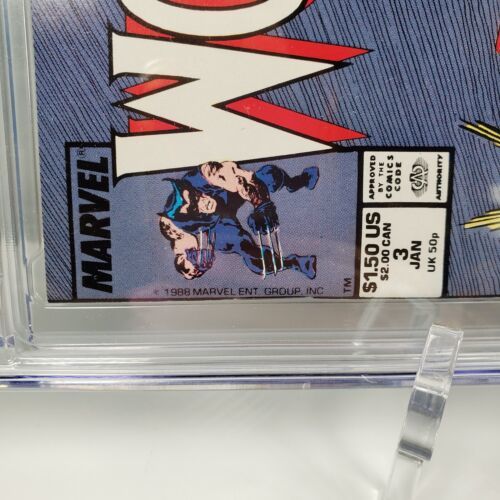 WO
MARVEL
© 1988 MARVEL ENT. GROUP, INC
TM
APPROVED
BY THE
COMICS
CODE
AUTHORITY
$1.50 US
$2.00 CAN
3
JAN
UK 50p